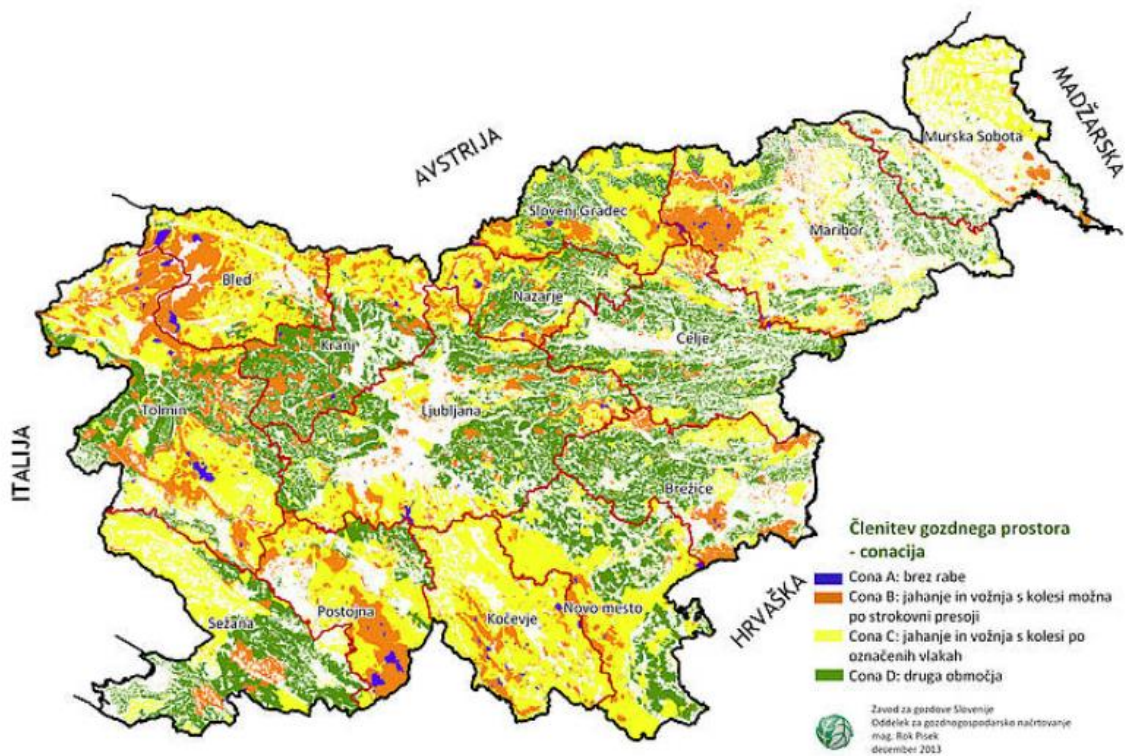 MADŽARSKA
Murska Sobota
AVSTRIJA
Slovenj Gradec
Maribor
Bled
Nazarje
Celje
Kranj
Ljubljana
Tolmin
ITALIJA
Brežice
Členitev gozdnega prostora
- conacija
Cona A: brez rabe
Cona B: jahanje in vožnja s kolesi možna
po strokovni presoji
Cona C: jahanje in vožnja s kolesi po
označenih vlakah
Cona D: druga območja
HRVAŠKA
Postojna
Sežana
Kočevje
Novo mesto
Zavod za gozdove Slovenije
Oddelek za gozdnogospodarsko načrtovanje
mag. Rok Pisek
december 2013